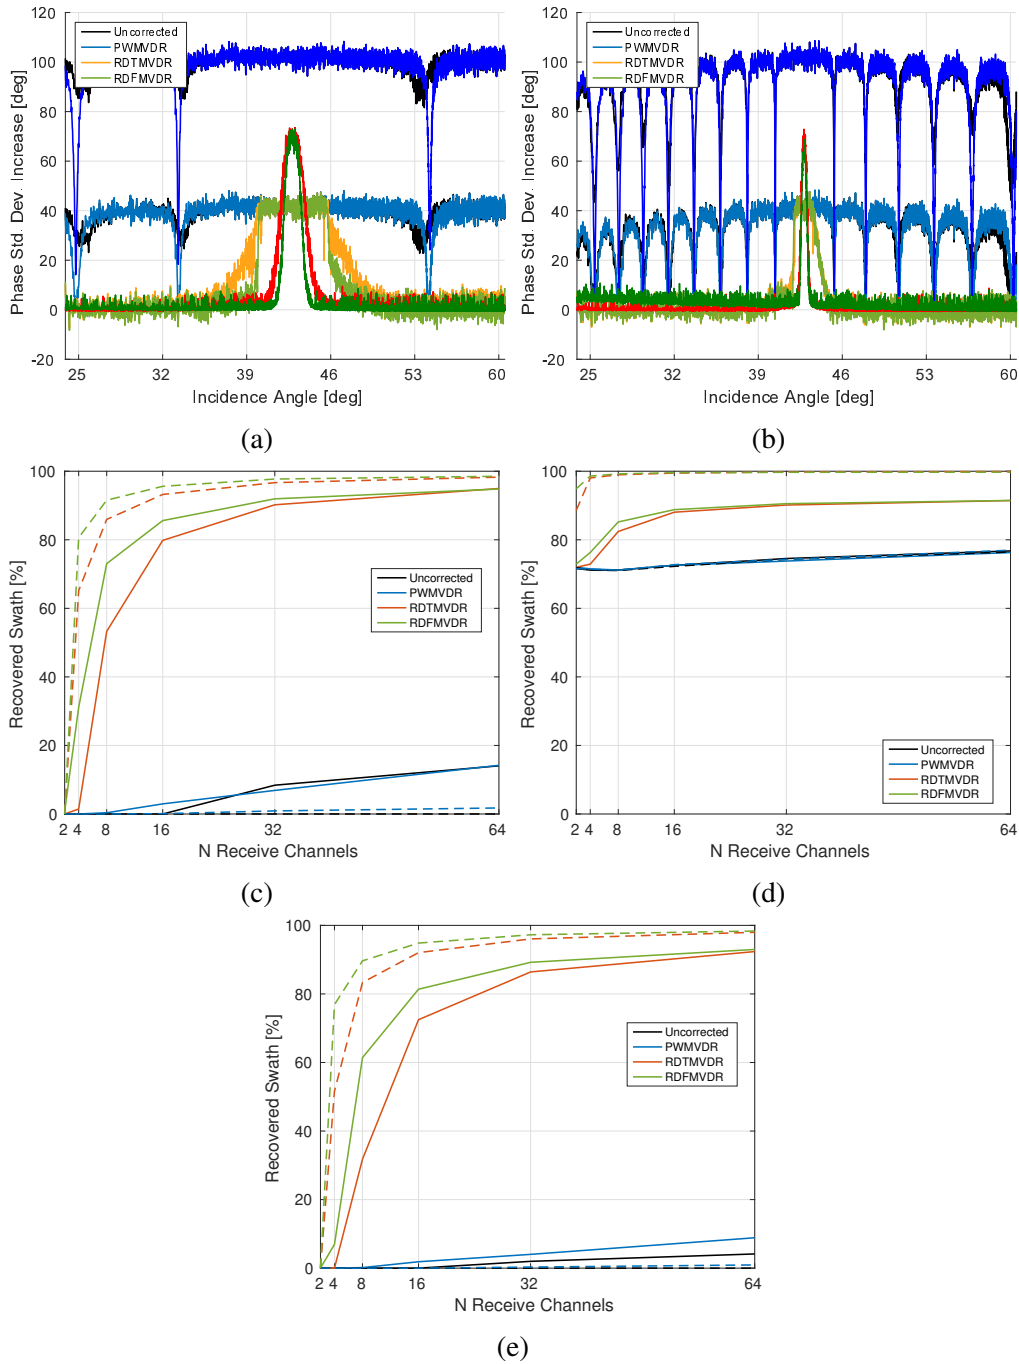 120
100
80
60
40
20
0
-20
Phase Std. Dev. Increase [deg]
Uncorrected
PWMVDR
RDTMVDR
RDFMVDR
25 32 39 46 53 60
Incidence Angle [deg]
(a)
120
100
80
60
40
20
0
-20
Phase Std. Dev. Increase [deg]
Uncorrected
PWMVDR
RDTMVDR
RDFMVDR
25 32 39 46 53 60
Incidence Angle [deg]
(b)
100
80
60
40
20
0
Recovered Swath [%]
Uncorrected
PWMVDR
RDTMVDR
RDFMVDR
2 4 8 16 32 64
N Receive Channels
(c)
100
80
60
40
20
0
Recovered Swath [%]
Uncorrected
PWMVDR
RDTMVDR
RDFMVDR
2 4 8 16 32 64
N Receive Channels
(d)
100
80
60
40
20
0
Recovered Swath [%]
Uncorrected
PWMVDR
RDTMVDR
RDFMVDR
2 4 8 16 32 64
N Receive Channels
(e)